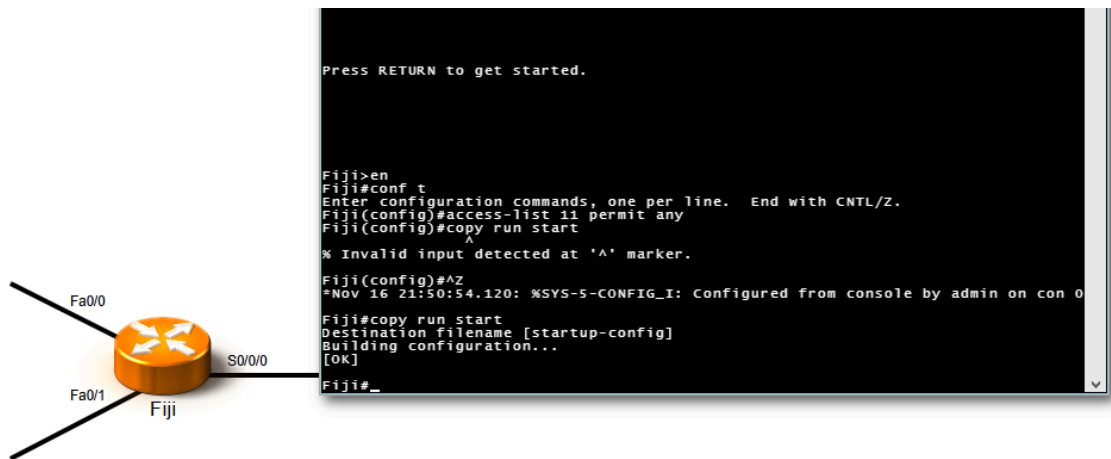 Press RETURN to get started.
Fiji>en
Fiji#conf t
Enter configuration commands, one per line.  End with CNTL/Z.
Fiji(config)#access-list 11 permit any
Fiji(config)#copy run start
              ^
% Invalid input detected at '^' marker.
Fiji(config)#^Z
*Nov 16 21:50:54.120: %SYS-5-CONFIG_I: Configured from console by admin on con 0
Fiji#copy run start
Destination filename [startup-config]
Building configuration...
[OK]
Fiji#_
Fa0/0
S0/0/0
Fa0/1
Fiji